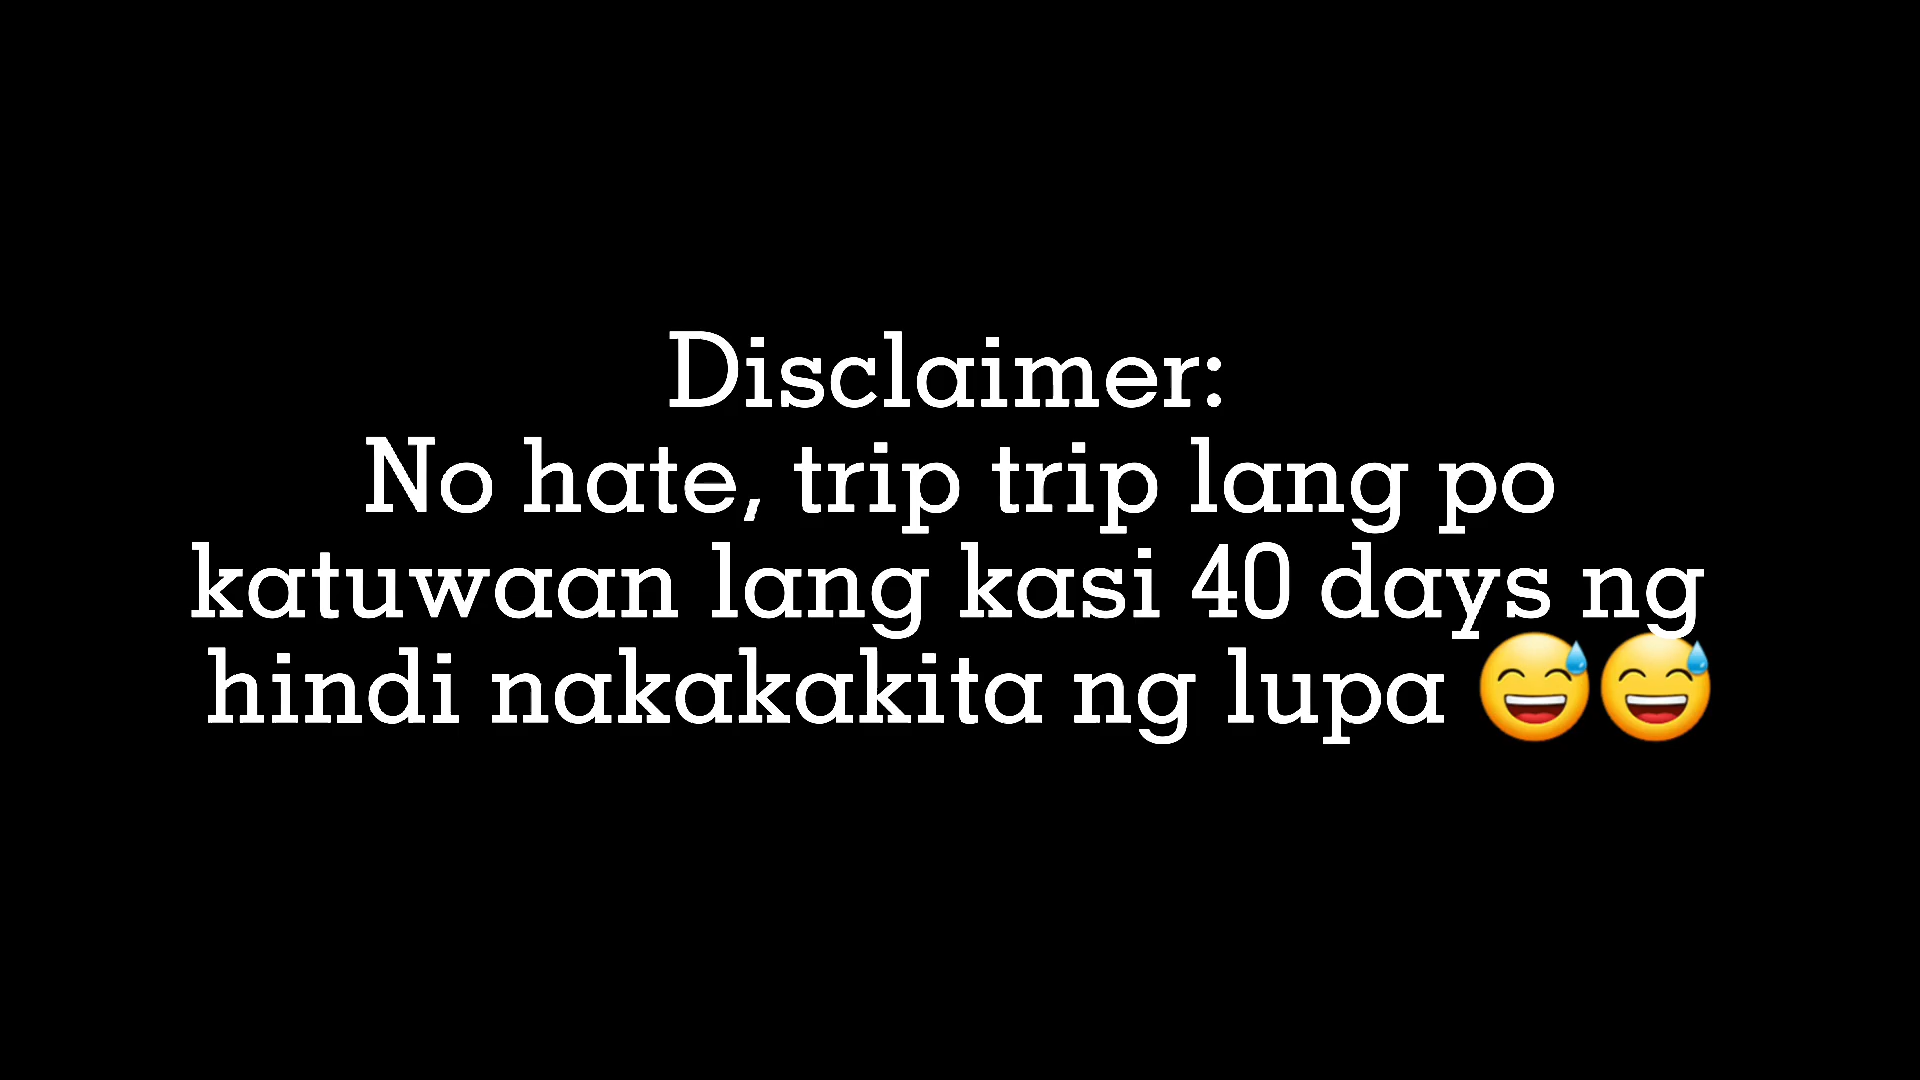 Disclaimer:
No hate, trip trip lang po
katuwaan lang kasi 40 days ng
hindi nakakakita ng lupa 😅😅